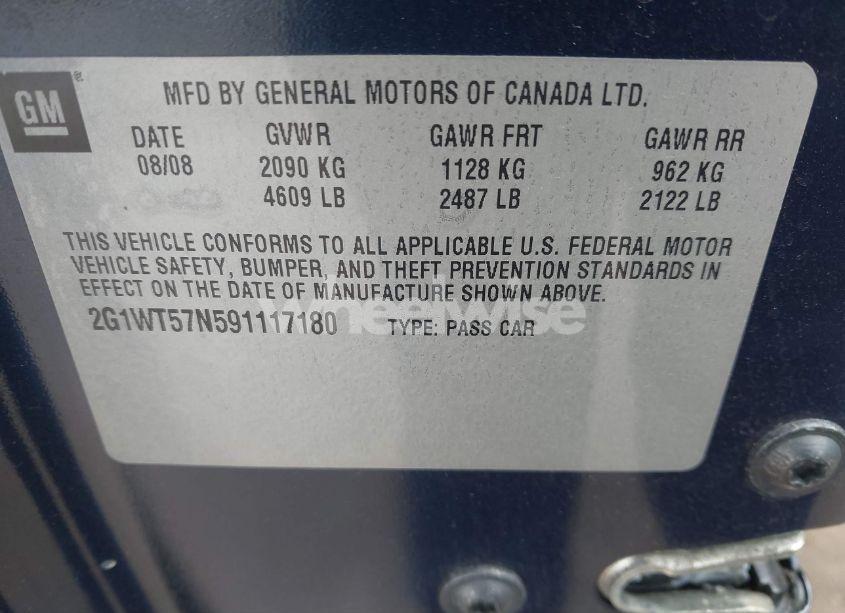 GM®
MFD BY GENERAL MOTORS OF CANADA LTD.
DATE GVWR GAWR FRT GAWR RR
08/08 2090 KG 1128 KG 962 KG
4609 LB 2487 LB 2122 LB
THIS VEHICLE CONFORMS TO ALL APPLICABLE U.S. FEDERAL MOTOR
VEHICLE SAFETY, BUMPER, AND THEFT PREVENTION STANDARDS IN
EFFECT ON THE DATE OF MANUFACTURE SHOWN ABOVE.
Wheelwise
2G1WT57N591117180 TYPE: PASS CAR